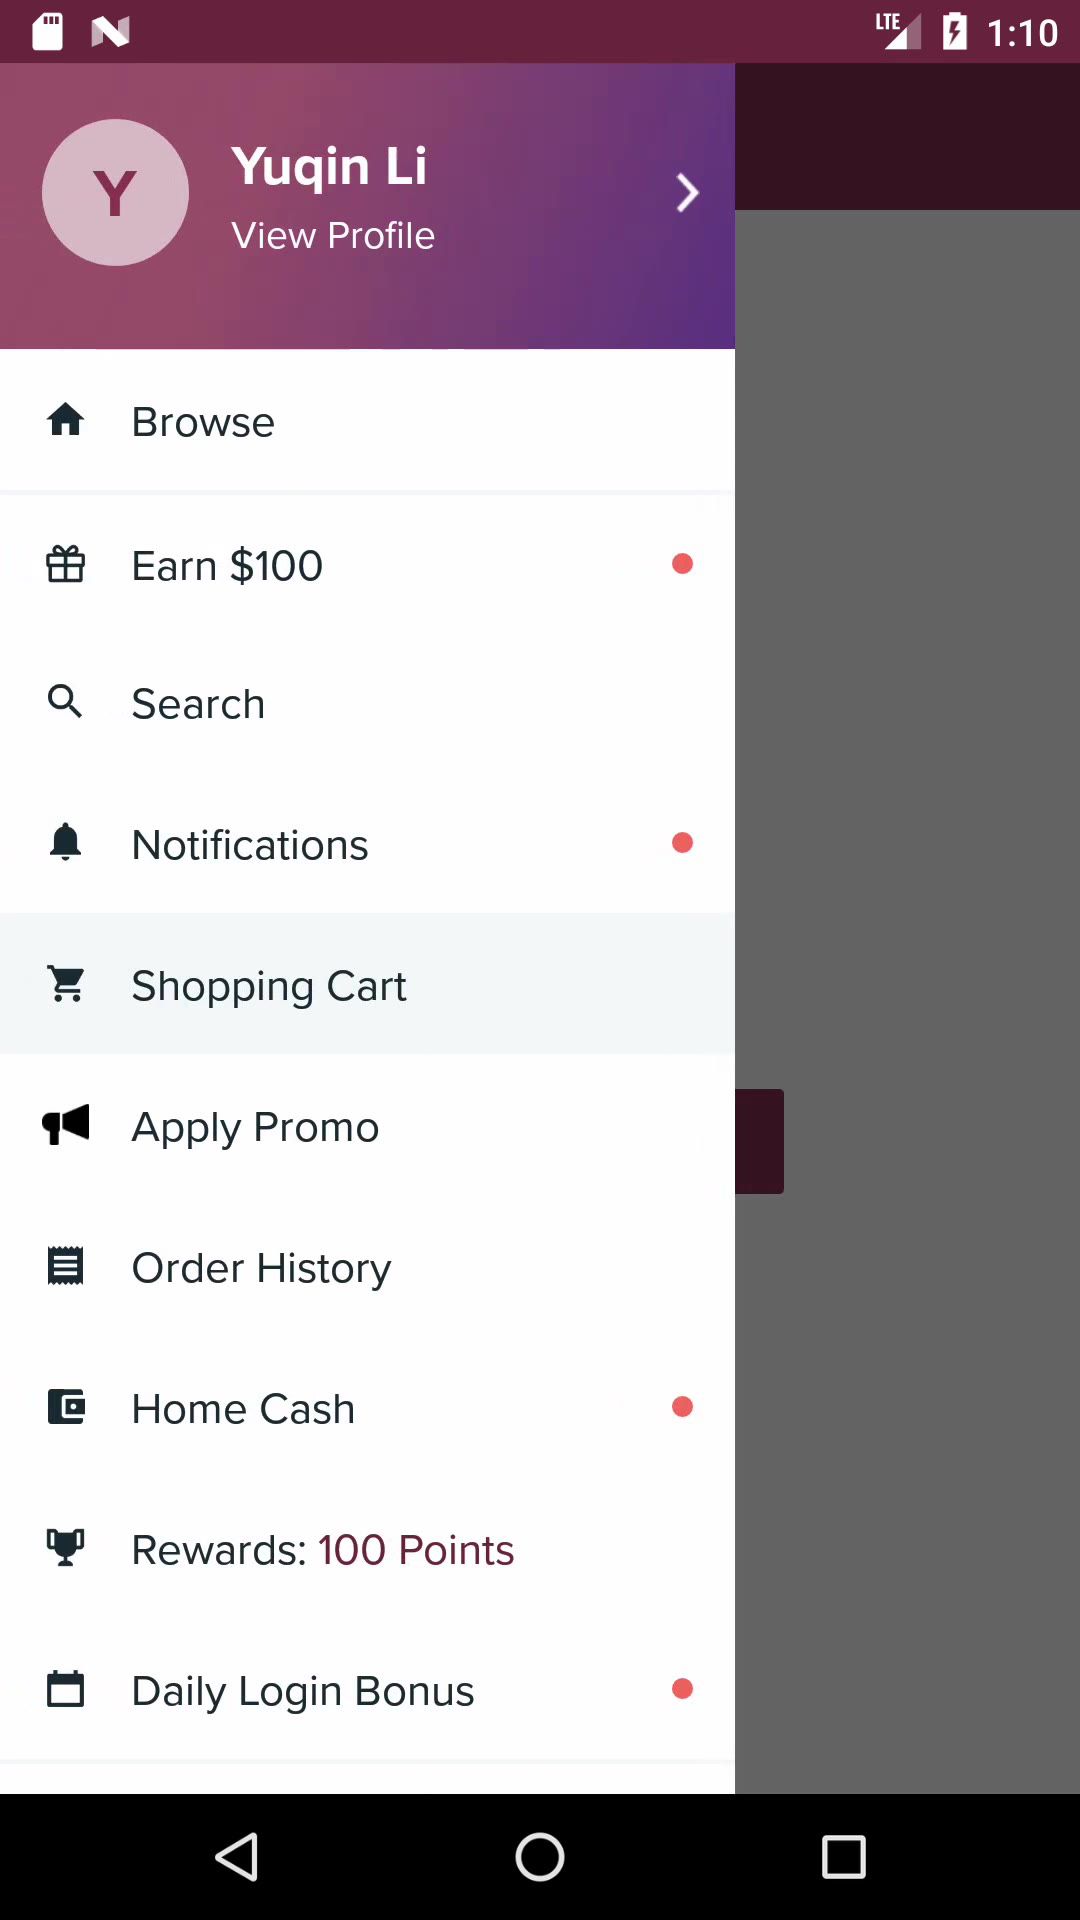 LTE 1:10
Y
Yuqin Li
View Profile
Browse
Earn $100
Search
Notifications
Shopping Cart
Apply Promo
Order History
Home Cash
Rewards: 100 Points
Daily Login Bonus